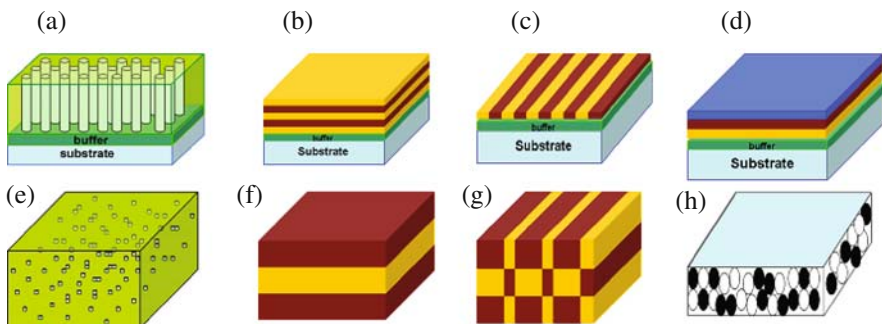 (a) (b) (c) (d)
buffer
substrate
buffer
Substrate
buffer
Substrate
buffer
Substrate
(e) (f) (g) (h)